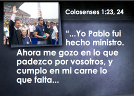 Colosenses 1:23, 24
“...Yo Pablo fui
hecho ministro.
Ahora me gozo en lo que
padezco por vosotros, y
cumplo en mi carne lo
que falta...